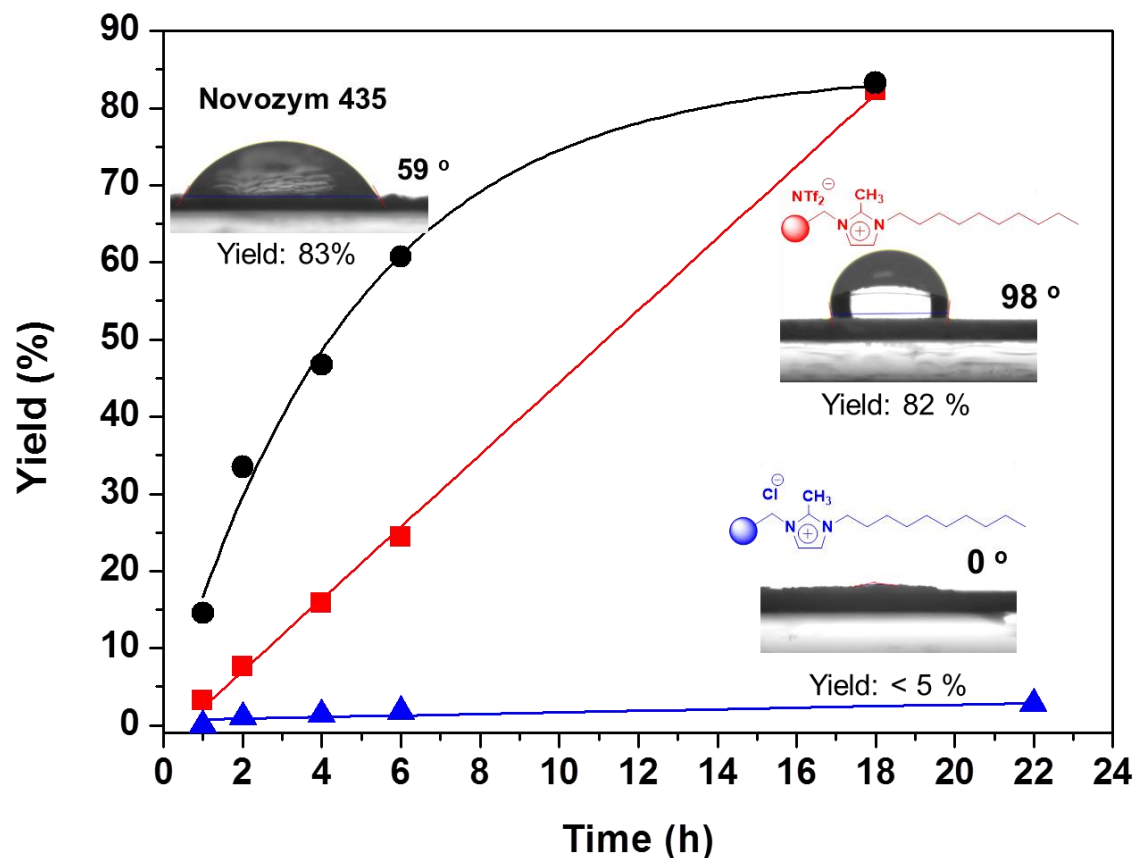 Yield (%)
90
80
70
60
50
40
30
20
10
0
Novozym 435
59 º
Yield: 83%
NTf2
⊖
CH3
N
⊕
N
98 º
Yield: 82 %
Cl
⊖
CH3
N
⊕
N
0 º
Yield: < 5 %
0 2 4 6 8 10 12 14 16 18 20 22 24
Time (h)